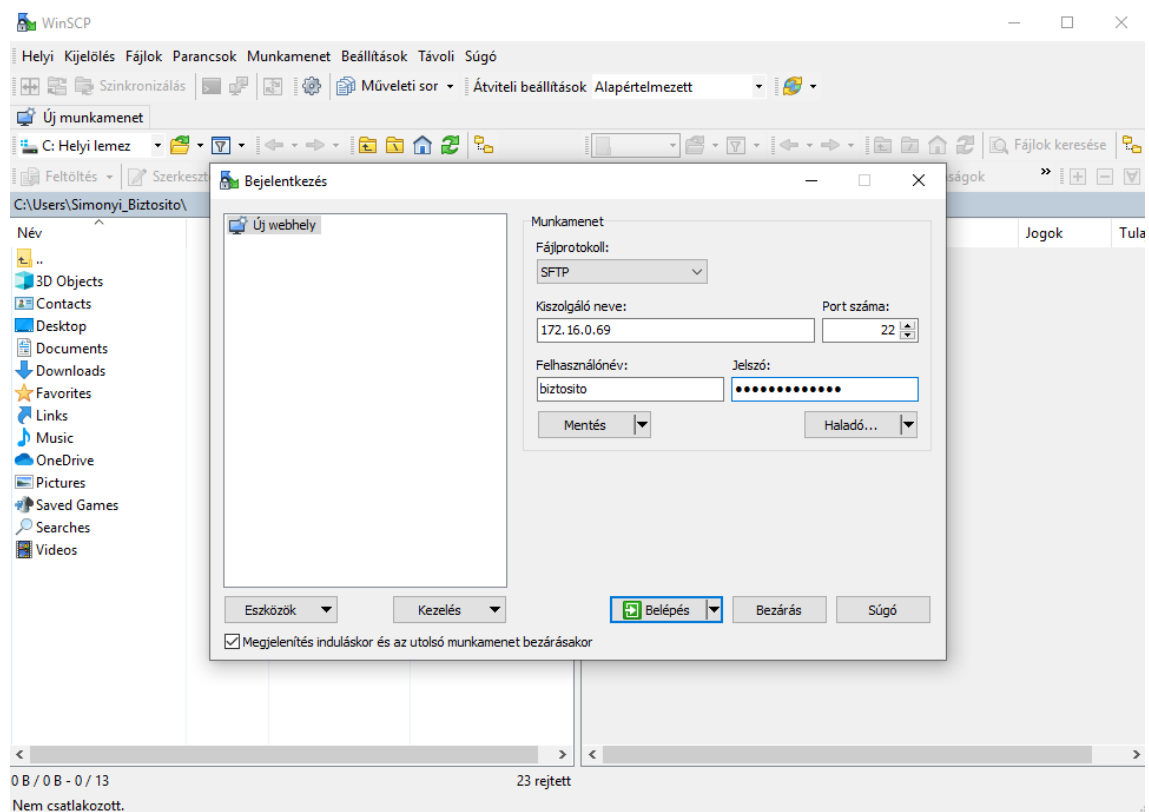 WinSCP
Helyi Kijelölés Fájlok Parancsok Munkamenet Beállítások Távoli Súgó
Szinkronizálás Műveleti sor Átviteli beállítások Alapértelmezett
Új munkamenet
C: Helyi lemez Fájlok keresése
Feltöltés
C:\Users\Simonyi_Biztosito\
Név Jogok
..
3D Objects
Contacts
Desktop
Documents
Downloads
Favorites
Links
Music
OneDrive
Pictures
Saved Games
Searches
Videos
Bejelentkezés
Új webhely
Munkamenet
Fájlprotokoll:
SFTP
Kiszolgáló neve: Port száma:
172.16.0.69 22
Felhasználónév: Jelszó:
biztosito •••••••••••••
Mentés Haladó...
Eszközök Kezelés Belépés Bezárás Súgó
Megjelenítés induláskor és az utolsó munkamenet bezárásakor
0 B / 0 B - 0 / 13 23 rejtett
Nem csatlakozott.